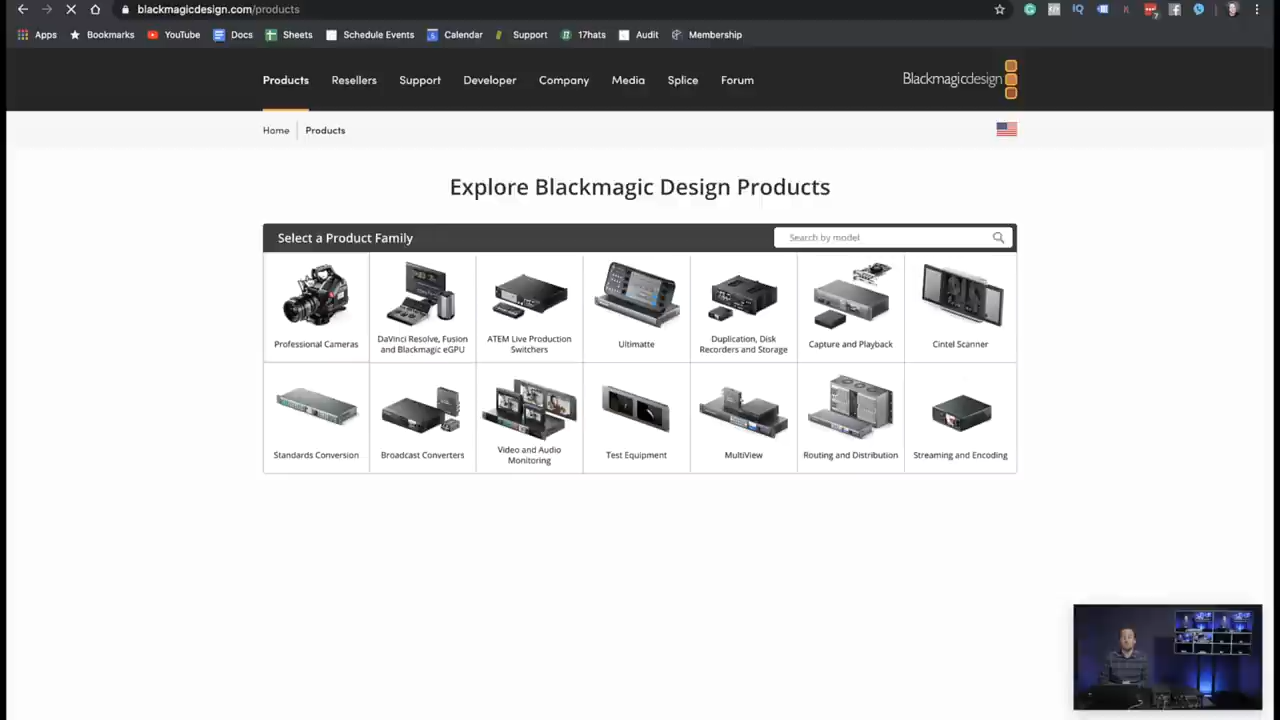 blackmagicdesign.com/products
7
Apps Bookmarks YouTube Docs Sheets Schedule Events Calendar Support 17hats Audit Membership
Products Resellers Support Developer Company Media Splice Forum
Blackmagicdesign
Home Products
Explore Blackmagic Design Products
Select a Product Family
Search by model
Professional Cameras
DaVinci Resolve, Fusion
and Blackmagic eGPU
ATEM Live Production
Switchers
Ultimatte
Duplication, Disk
Recorders and Storage
Capture and Playback
Cintel Scanner
Standards Conversion
Broadcast Converters
Video and Audio
Monitoring
Test Equipment
MultiView
Routing and Distribution
Streaming and Encoding